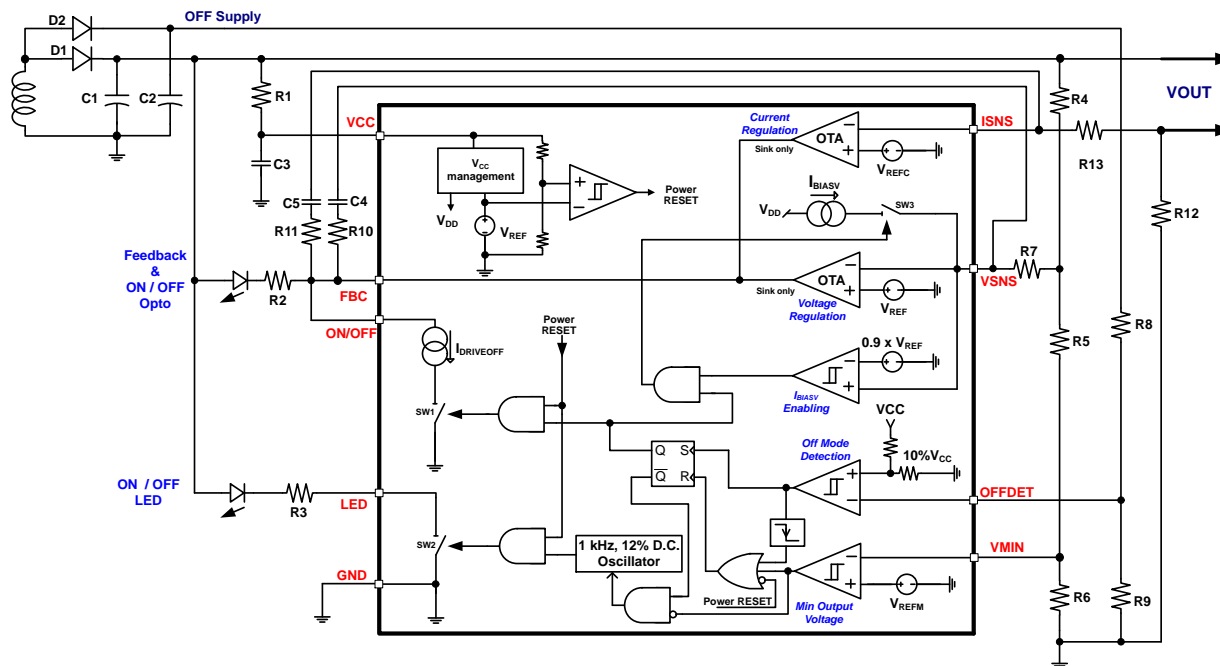 D2
OFF Supply
D1
C1
C2
R1
R4
VOUT
VCC
Current
Regulation
OTA
Sink only
ISNS
R13
VREFC
C3
VCC
management
Power
RESET
IBIASV
VDD
SW3
R12
C5
C4
VDD
VREF
R11
R10
Feedback
&
ON / OFF
Opto
R2
FBC
OTA
Sink only
R7
VSNS
VREF
Voltage
Regulation
ON/OFF
IDRIVEOFF
Power
RESET
R5
R8
0.9 x VREF
IBIASV
Enabling
SW1
VCC
Q
S
Q
R
Off Mode
Detection
10%VCC
OFFDET
ON / OFF
LED
R3
LED
SW2
1 kHz, 12% D.C.
Oscillator
VMIN
GND
Power RESET
Min Output
Voltage
VREFM
R6
R9